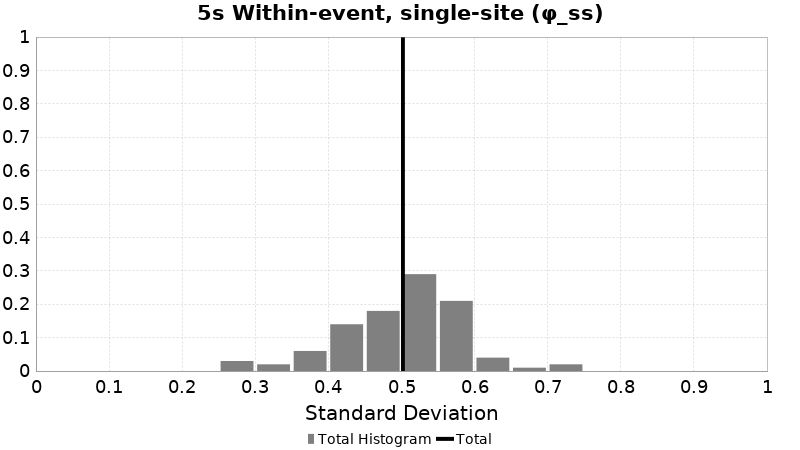 5s Within-event, single-site (φ_ss)
1
0.9
0.8
0.7
0.6
0.5
0.4
0.3
0.2
0.1
0
0 0.1 0.2 0.3 0.4 0.5 0.6 0.7 0.8 0.9 1
Standard Deviation
Total Histogram Total